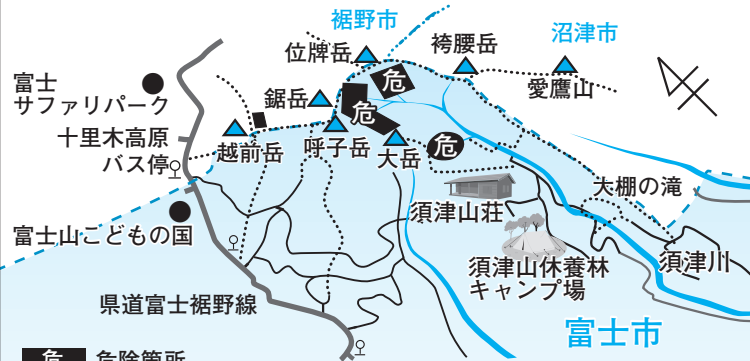 裾野市
沼津市
位牌岳
袴腰岳
愛鷹山
富士
サファリパーク
鋸岳
危
危
危
十里木高原
バス停
越前岳
呼子岳
大岳
大棚の滝
須津山荘
富士山こどもの国
須津山休養林
キャンプ場
須津川
県道富士裾野線
富士市
危 危険箇所